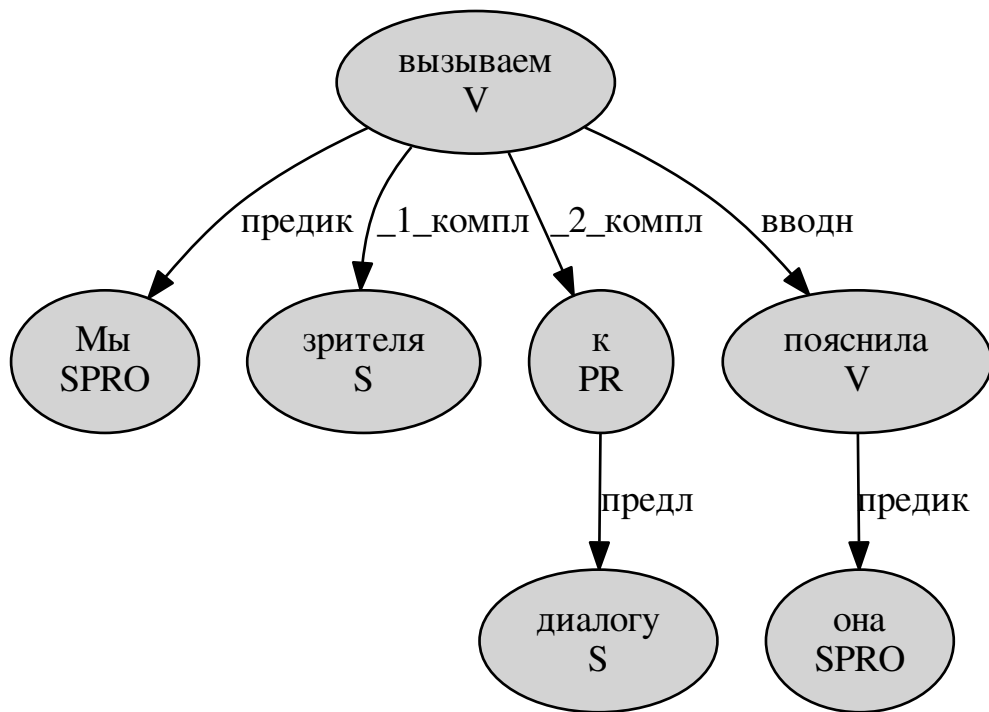 вызываем
V
предик
_1_компл
_2_компл
вводн
Мы
SPRO
зрителя
S
к
PR
пояснила
V
предл
предик
диалогу
S
она
SPRO